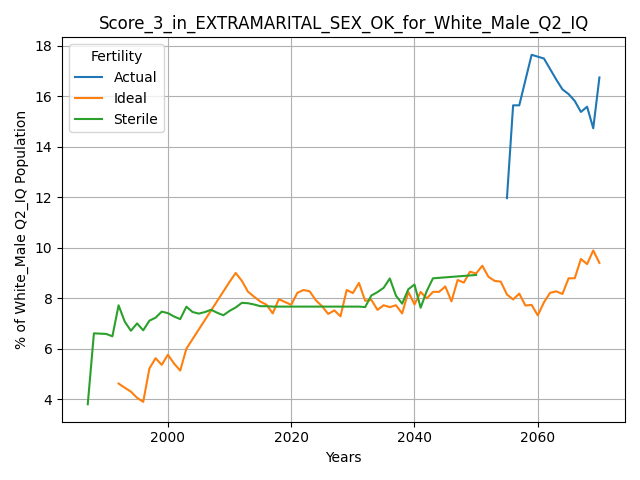 Score_3_in_EXTRAMARITAL_SEX_OK_for_White_Male_Q2_IQ
Fertility
Actual
Ideal
Sterile
% of White_Male Q2_IQ Population
18
16
14
12
10
8
6
4
2000
2020
2040
2060
Years